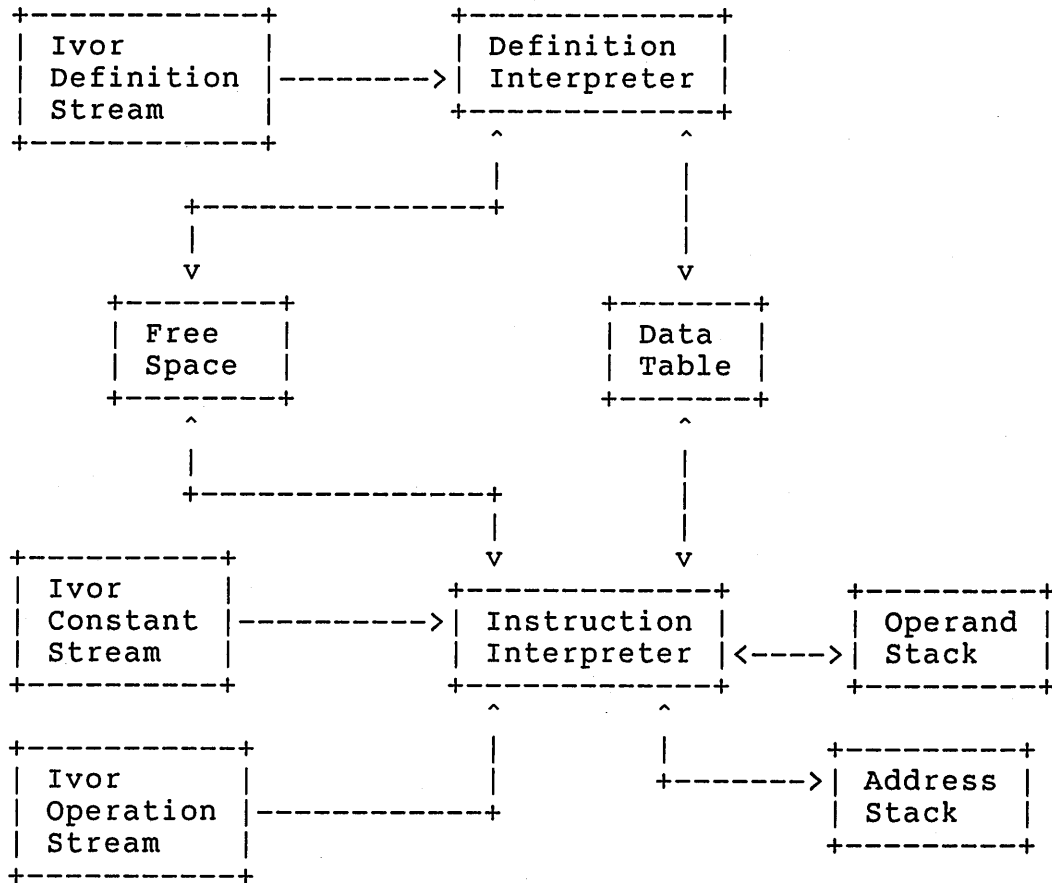 Ivor
Definition
Stream
Definition
Interpreter
Free
Space
Data
Table
Ivor
Constant
Stream
Instruction
Interpreter
Operand
Stack
Ivor
Operation
Stream
Address
Stack